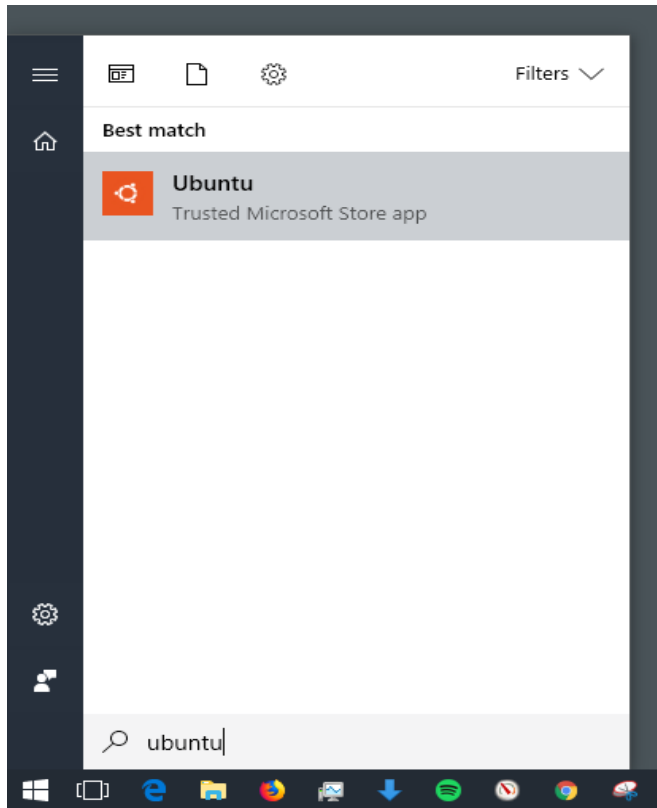 Filters
Best match
Ubuntu
Trusted Microsoft Store app
ubuntu